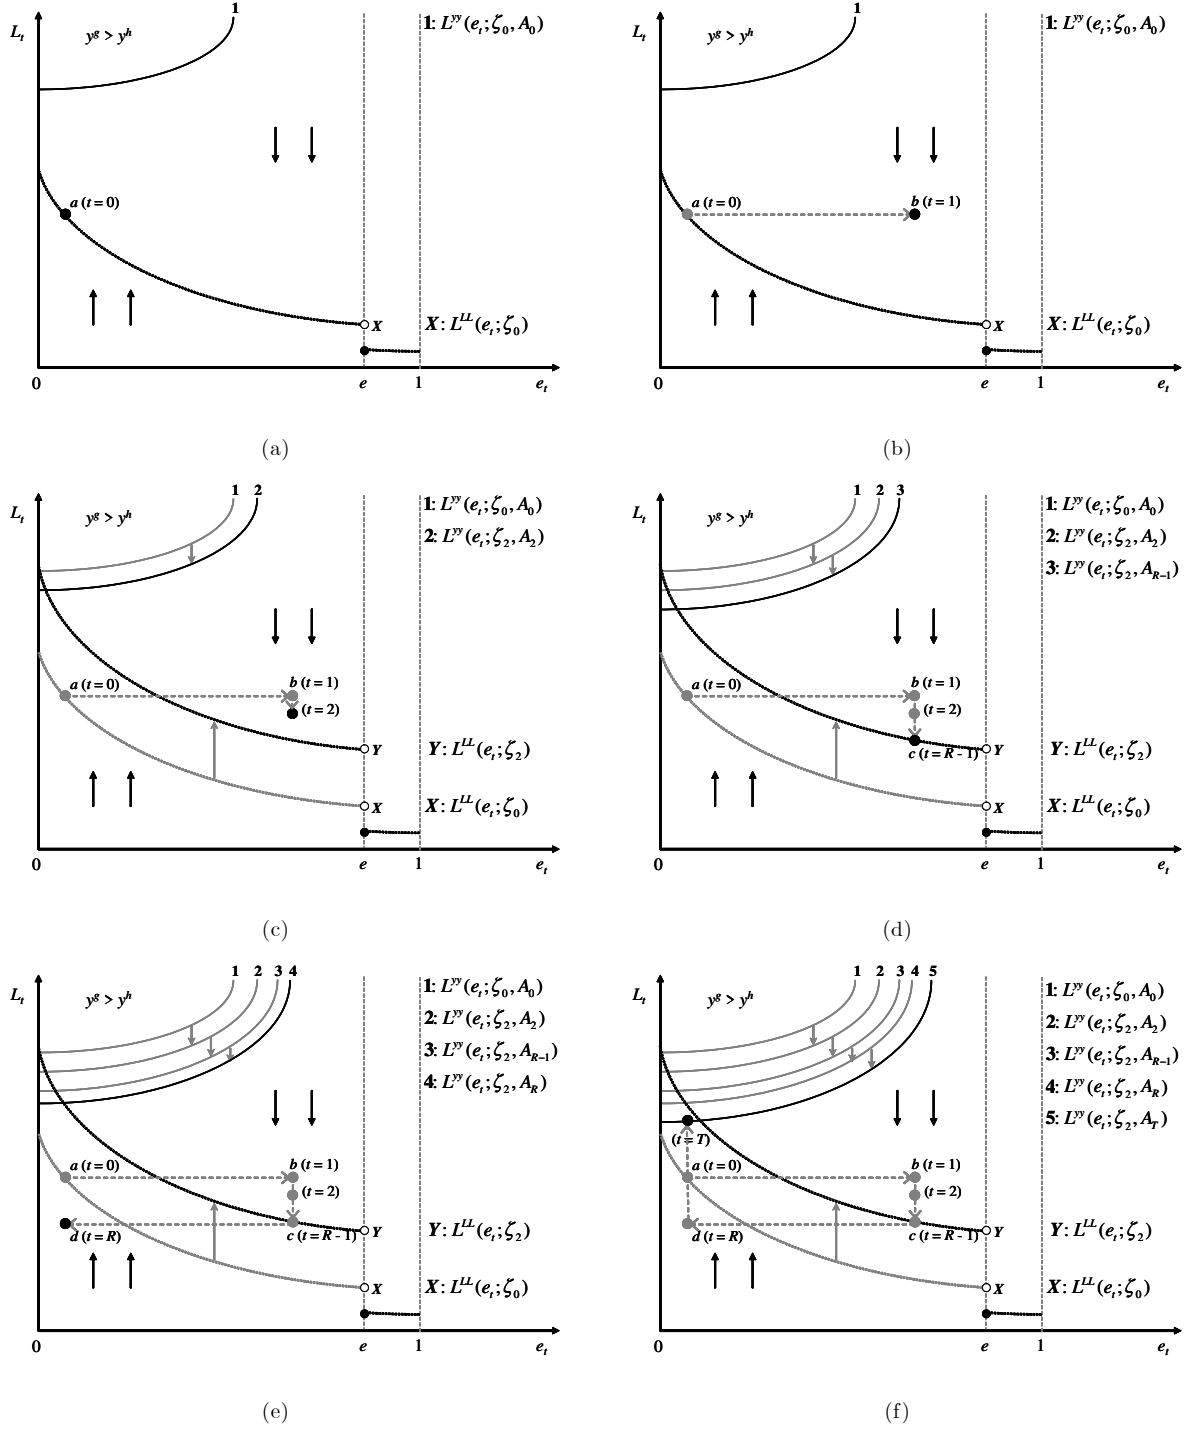 1
1: L^{yy}(e_t; ζ_0, A_0)
L_t
y^g > y^h
a (t = 0)
X
X: L^{LL}(e_t; ζ_0)
0
e
1
e_t
(a)
1
1: L^{yy}(e_t; ζ_0, A_0)
L_t
y^g > y^h
a (t = 0)
b (t = 1)
X
X: L^{LL}(e_t; ζ_0)
0
e
1
e_t
(b)
1 2
1: L^{yy}(e_t; ζ_0, A_0)
L_t
y^g > y^h
2: L^{yy}(e_t; ζ_2, A_2)
a (t = 0)
b (t = 1)
(t = 2)
Y
Y: L^{LL}(e_t; ζ_2)
X
X: L^{LL}(e_t; ζ_0)
0
e
1
e_t
(c)
1 2 3
1: L^{yy}(e_t; ζ_0, A_0)
L_t
y^g > y^h
2: L^{yy}(e_t; ζ_2, A_2)
3: L^{yy}(e_t; ζ_2, A_{R-1})
a (t = 0)
b (t = 1)
(t = 2)
c (t = R - 1)
Y
Y: L^{LL}(e_t; ζ_2)
X
X: L^{LL}(e_t; ζ_0)
0
e
1
e_t
(d)
1 2 3 4
1: L^{yy}(e_t; ζ_0, A_0)
L_t
y^g > y^h
2: L^{yy}(e_t; ζ_2, A_2)
3: L^{yy}(e_t; ζ_2, A_{R-1})
4: L^{yy}(e_t; ζ_2, A_R)
a (t = 0)
b (t = 1)
(t = 2)
d (t = R)
c (t = R - 1)
Y
Y: L^{LL}(e_t; ζ_2)
X
X: L^{LL}(e_t; ζ_0)
0
e
1
e_t
(e)
1 2 3 4 5
1: L^{yy}(e_t; ζ_0, A_0)
L_t
y^g > y^h
2: L^{yy}(e_t; ζ_2, A_2)
3: L^{yy}(e_t; ζ_2, A_{R-1})
4: L^{yy}(e_t; ζ_2, A_R)
5: L^{yy}(e_t; ζ_2, A_T)
(t = T)
a (t = 0)
b (t = 1)
(t = 2)
d (t = R)
c (t = R - 1)
Y
Y: L^{LL}(e_t; ζ_2)
X
X: L^{LL}(e_t; ζ_0)
0
e
1
e_t
(f)